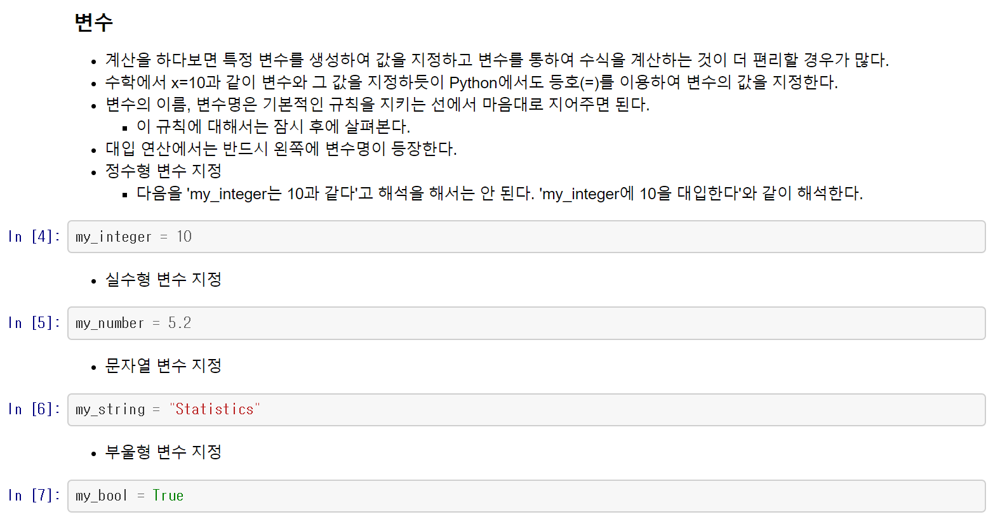 변수
• 계산을 하다보면 특정 변수를 생성하여 값을 지정하고 변수를 통하여 수식을 계산하는 것이 더 편리할 경우가 많다.
• 수학에서 x=10과 같이 변수와 그 값을 지정하듯이 Python에서도 등호(=)를 이용하여 변수의 값을 지정한다.
• 변수의 이름, 변수명은 기본적인 규칙을 지키는 선에서 마음대로 지어주면 된다.
▪ 이 규칙에 대해서는 잠시 후에 살펴본다.
• 대입 연산에서는 반드시 왼쪽에 변수명이 등장한다.
• 정수형 변수 지정
▪ 다음을 'my_integer는 10과 같다'고 해석을 해서는 안 된다. 'my_integer에 10을 대입한다'와 같이 해석한다.
In [4]: my_integer = 10
• 실수형 변수 지정
In [5]: my_number = 5.2
• 문자열 변수 지정
In [6]: my_string = "Statistics"
• 부울형 변수 지정
In [7]: my_bool = True